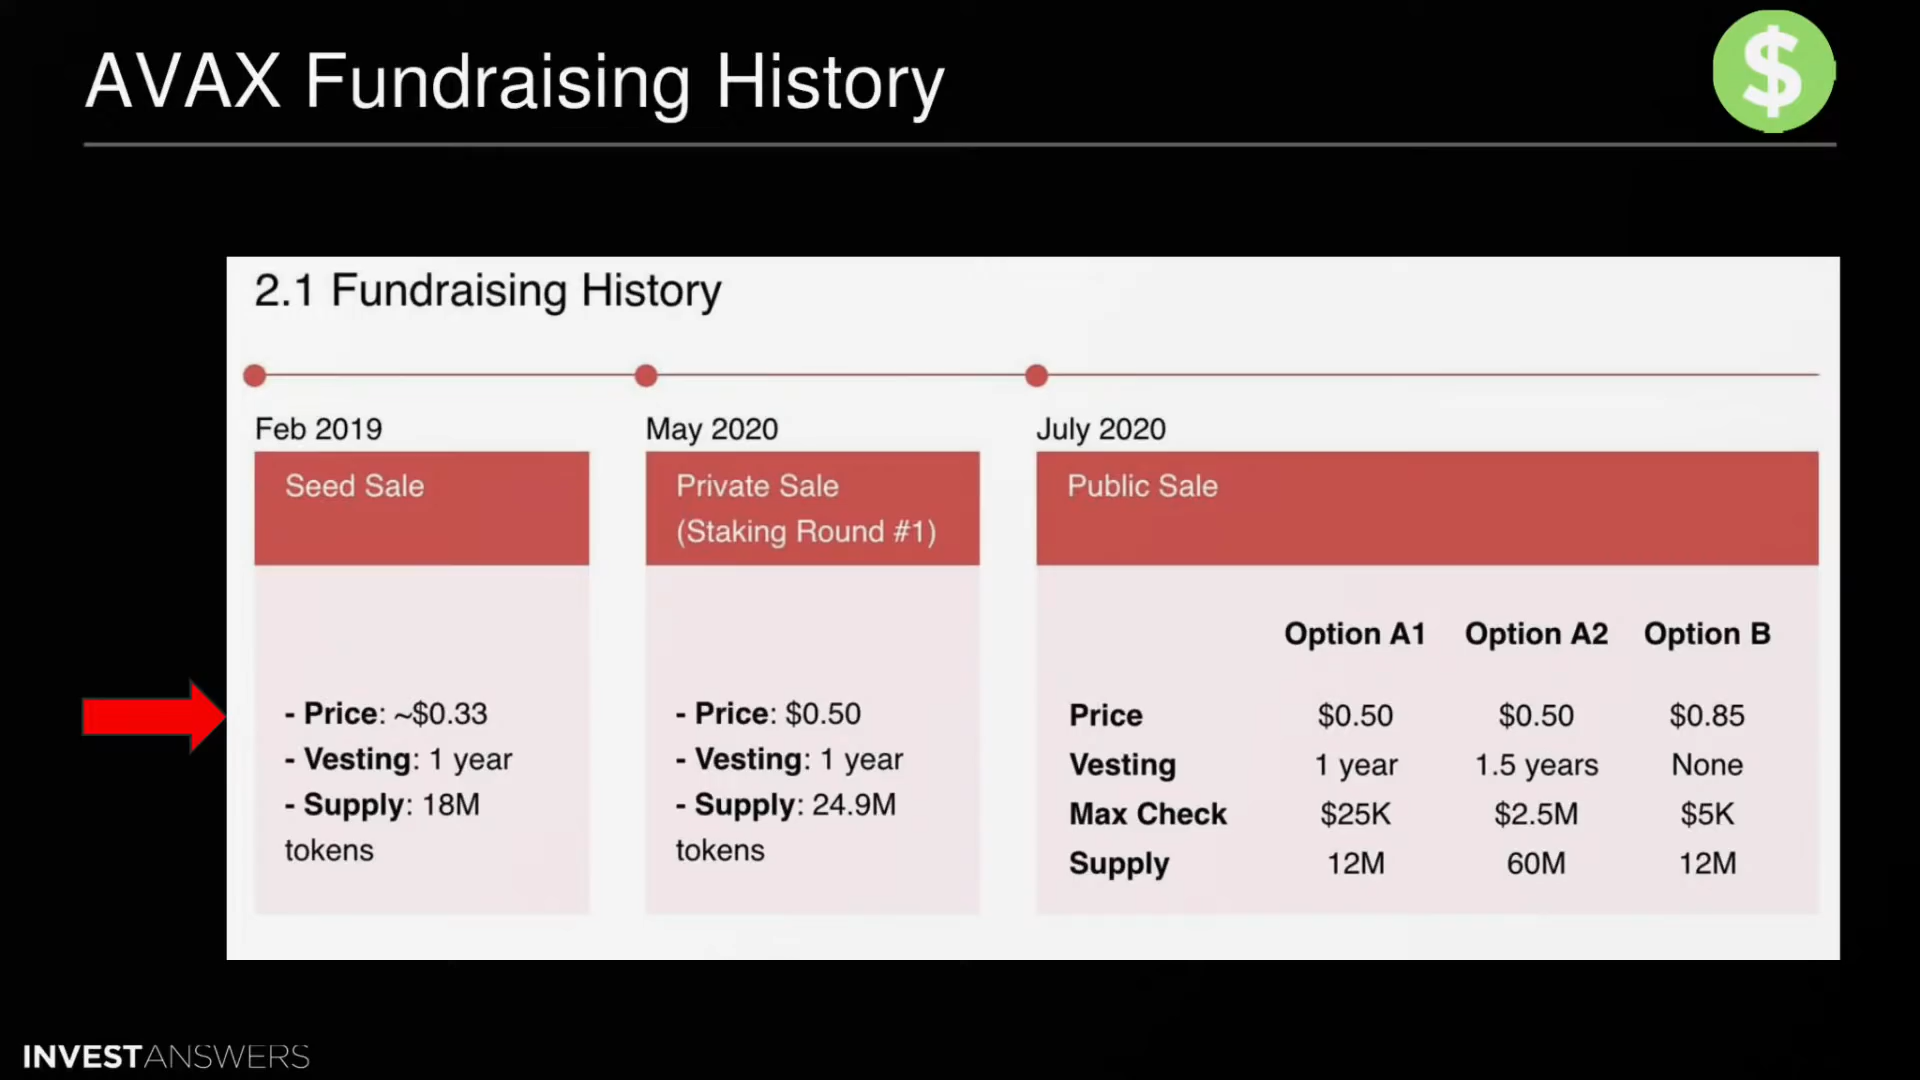 AVAX Fundraising History
$
2.1 Fundraising History
Feb 2019
Seed Sale
- Price: ~$0.33
- Vesting: 1 year
- Supply: 18M
tokens
May 2020
Private Sale
(Staking Round #1)
- Price: $0.50
- Vesting: 1 year
- Supply: 24.9M
tokens
July 2020
Public Sale
Option A1 Option A2 Option B
Price $0.50 $0.50 $0.85
Vesting 1 year 1.5 years None
Max Check $25K $2.5M $5K
Supply 12M 60M 12M
INVESTANSWERS